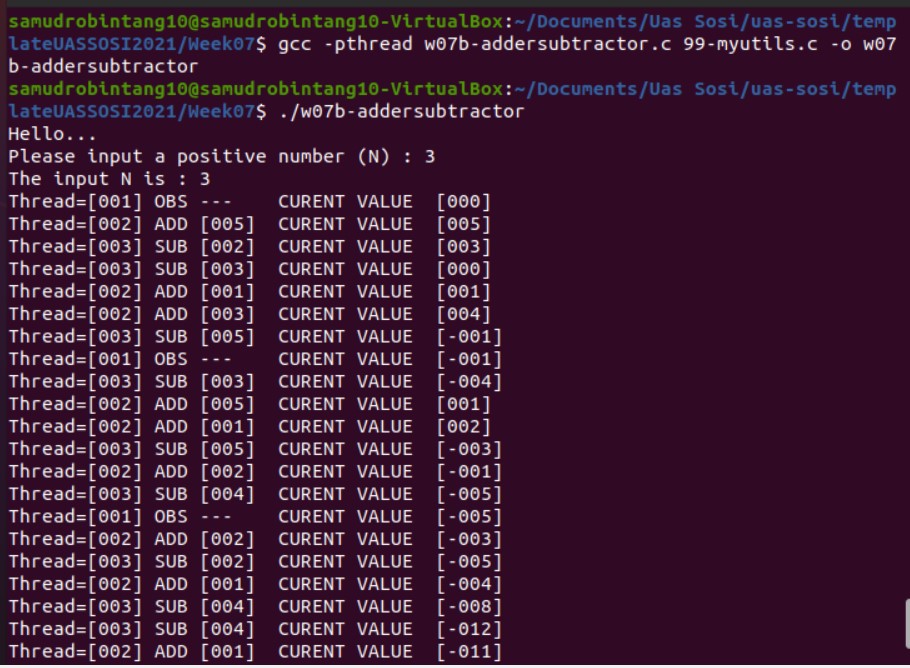 samudrobintang10@samudrobintang10-VirtualBox:~/Documents/Uas Sosi/uas-sosi/temp
lateUASSOSI2021/Week07$ gcc -pthread w07b-addersubtractor.c 99-myutils.c -o w07
b-addersubtractor
samudrobintang10@samudrobintang10-VirtualBox:~/Documents/Uas Sosi/uas-sosi/temp
lateUASSOSI2021/Week07$ ./w07b-addersubtractor
Hello...
Please input a positive number (N) : 3
The input N is : 3
Thread=[001] OBS ---    CURENT VALUE  [000]
Thread=[002] ADD [005]  CURENT VALUE  [005]
Thread=[003] SUB [002]  CURENT VALUE  [003]
Thread=[003] SUB [003]  CURENT VALUE  [000]
Thread=[002] ADD [001]  CURENT VALUE  [001]
Thread=[002] ADD [003]  CURENT VALUE  [004]
Thread=[003] SUB [005]  CURENT VALUE  [-001]
Thread=[001] OBS ---    CURENT VALUE  [-001]
Thread=[003] SUB [003]  CURENT VALUE  [-004]
Thread=[002] ADD [005]  CURENT VALUE  [001]
Thread=[002] ADD [001]  CURENT VALUE  [002]
Thread=[003] SUB [005]  CURENT VALUE  [-003]
Thread=[002] ADD [002]  CURENT VALUE  [-001]
Thread=[003] SUB [004]  CURENT VALUE  [-005]
Thread=[001] OBS ---    CURENT VALUE  [-005]
Thread=[002] ADD [002]  CURENT VALUE  [-003]
Thread=[003] SUB [002]  CURENT VALUE  [-005]
Thread=[002] ADD [001]  CURENT VALUE  [-004]
Thread=[003] SUB [004]  CURENT VALUE  [-008]
Thread=[003] SUB [004]  CURENT VALUE  [-012]
Thread=[002] ADD [001]  CURENT VALUE  [-011]